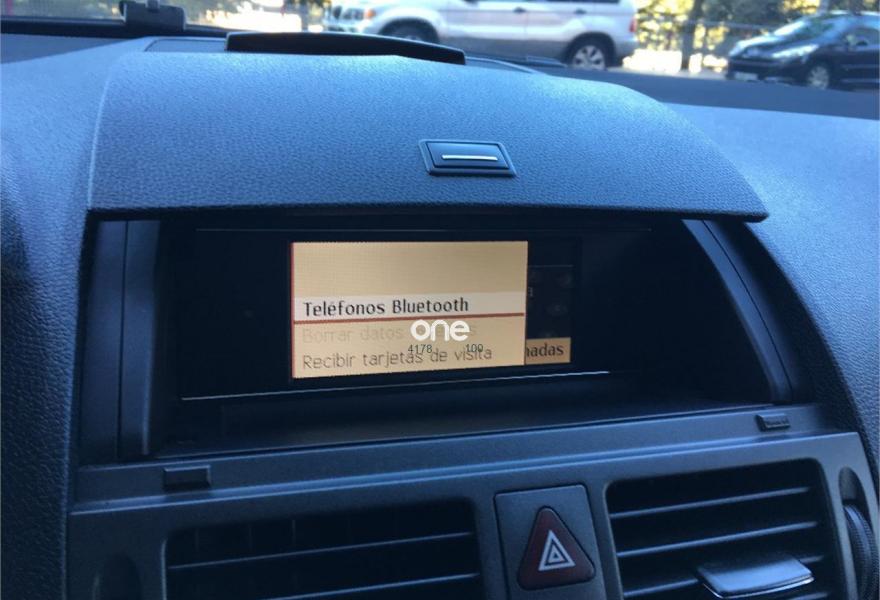 Teléfonos Bluetooth
Borrar datos
Recibir tarjetas de visita
nadas
one
4178 100